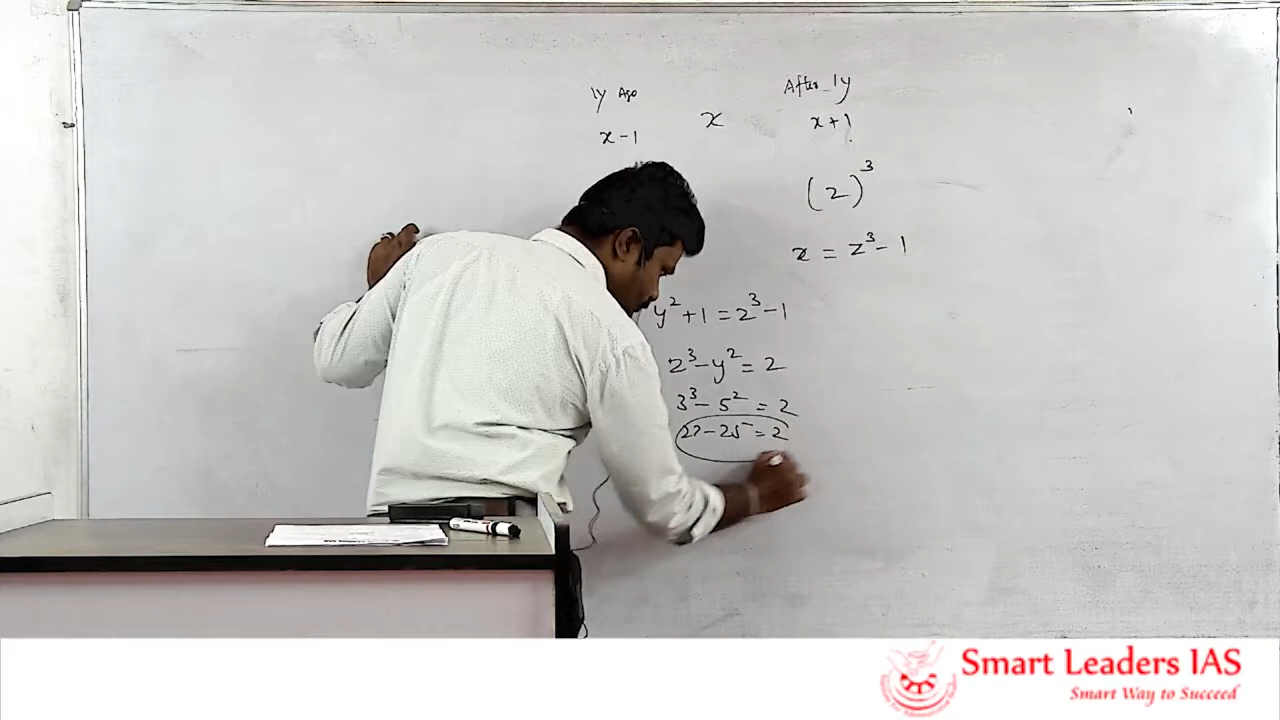 1y Ago
After 1y
x-1
x
x+1
(z)³
x = z³-1
y²+1 = z³-1
z³-y² = 2
3³-5² = 2
27-25 = 2
Smart Leaders IAS
Smart Way to Succeed